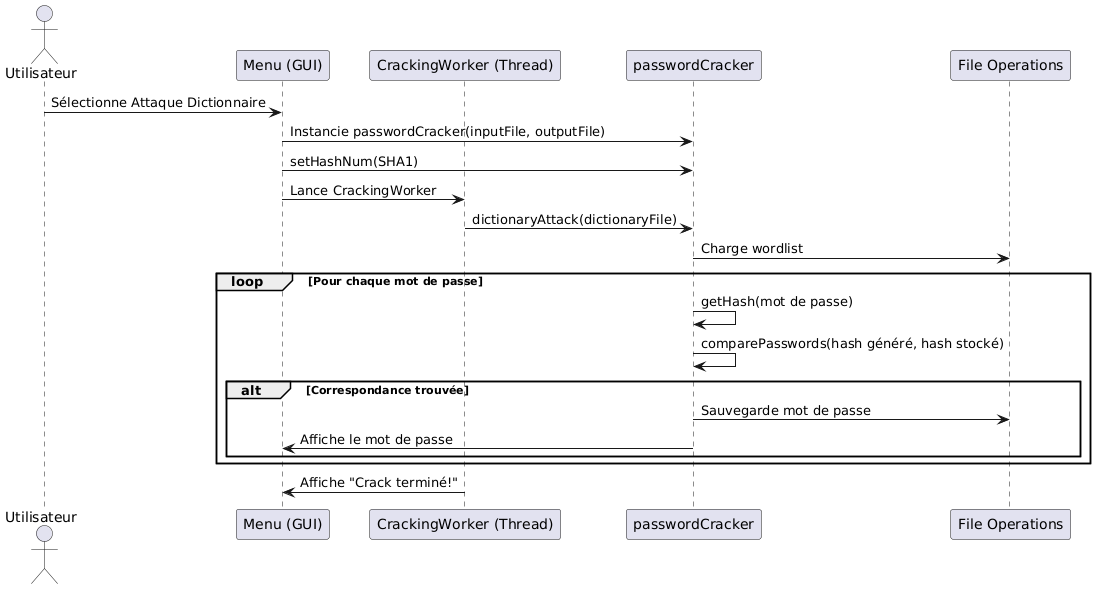 Utilisateur
Menu (GUI)
CrackingWorker (Thread)
passwordCracker
File Operations
Sélectionne Attaque Dictionnaire
Instancie passwordCracker(inputFile, outputFile)
setHashNum(SHA1)
Lance CrackingWorker
dictionaryAttack(dictionaryFile)
Charge wordlist
loop
[Pour chaque mot de passe]
getHash(mot de passe)
comparePasswords(hash généré, hash stocké)
alt
[Correspondance trouvée]
Sauvegarde mot de passe
Affiche le mot de passe
Affiche "Crack terminé!"
Utilisateur
Menu (GUI)
CrackingWorker (Thread)
passwordCracker
File Operations